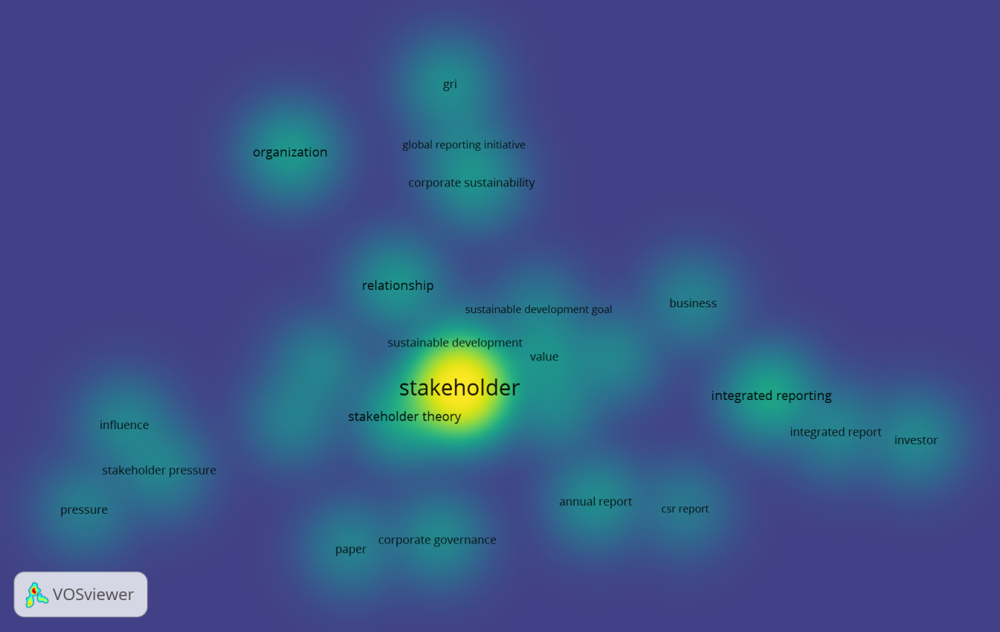 gri
global reporting initiative
organization
corporate sustainability
relationship
business
sustainable development goal
sustainable development
value
stakeholder
integrated reporting
stakeholder theory
influence
integrated report
investor
stakeholder pressure
annual report
csr report
pressure
corporate governance
paper
VOSviewer